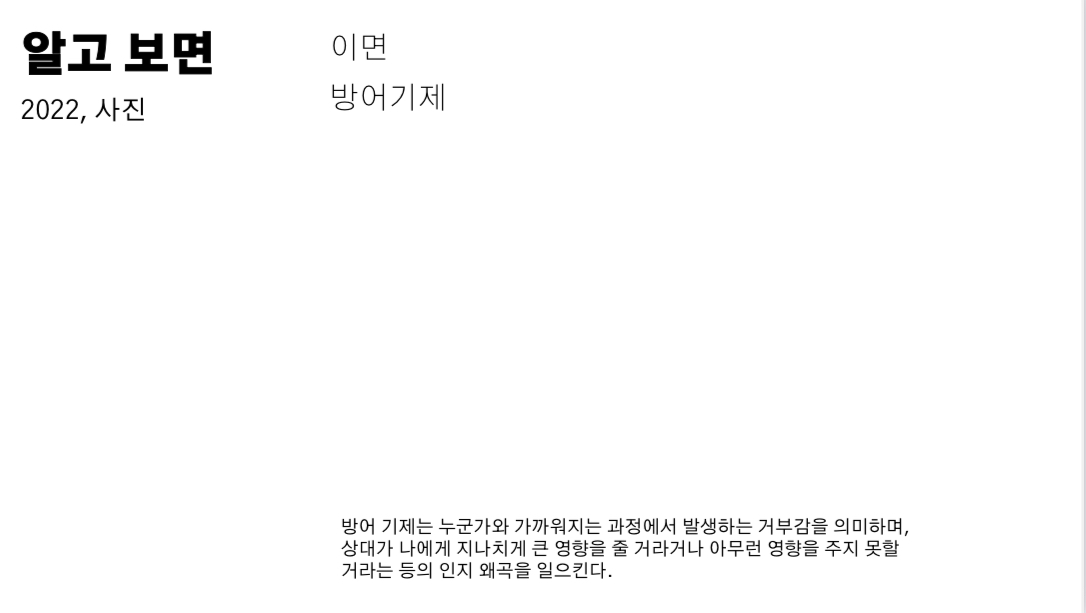 알고 보면
2022, 사진
이면
방어기제
방어 기제는 누군가와 가까워지는 과정에서 발생하는 거부감을 의미하며,
상대가 나에게 지나치게 큰 영향을 줄 거라거나 아무런 영향을 주지 못할
거라는 등의 인지 왜곡을 일으킨다.